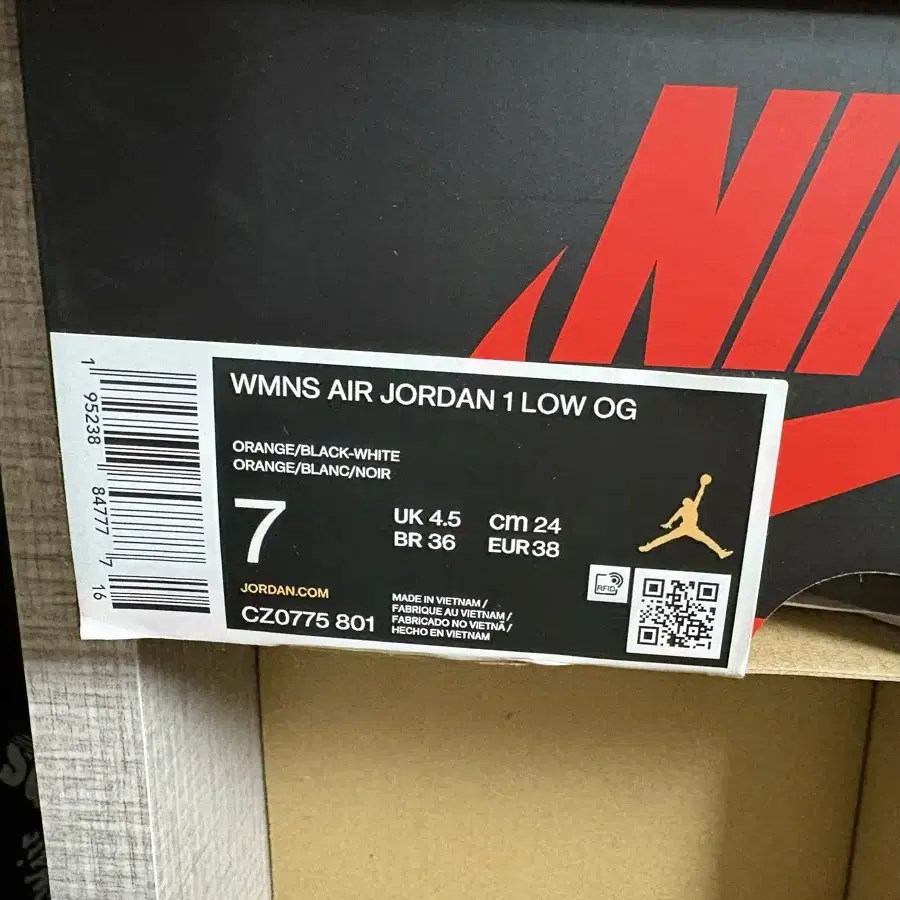 NIK
WMNS AIR JORDAN 1 LOW OG
ORANGE/BLACK-WHITE
ORANGE/BLANC/NOIR
7
UK 4.5 cm 24
BR 36 EUR 38
JORDAN.COM
CZ0775 801
MADE IN VIETNAM /
FABRIQUE AU VIETNAM /
FABRICADO NO VIETNÃ /
HECHO EN VIETNAM
RFID
1 95238 84777 7 16